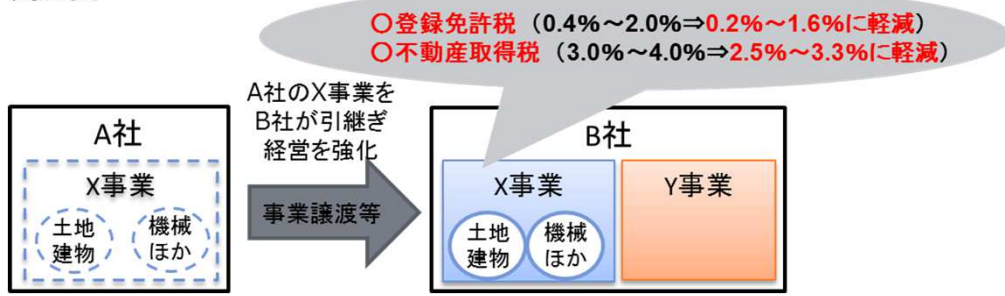 〇登録免許税（0.4%～2.0%⇒0.2%～1.6%に軽減）
〇不動産取得税（3.0%～4.0%⇒2.5%～3.3%に軽減）
A社のX事業を
B社が引継ぎ
経営を強化
A社
X事業
土地
建物
機械
ほか
事業譲渡等
B社
X事業
土地
建物
機械
ほか
Y事業